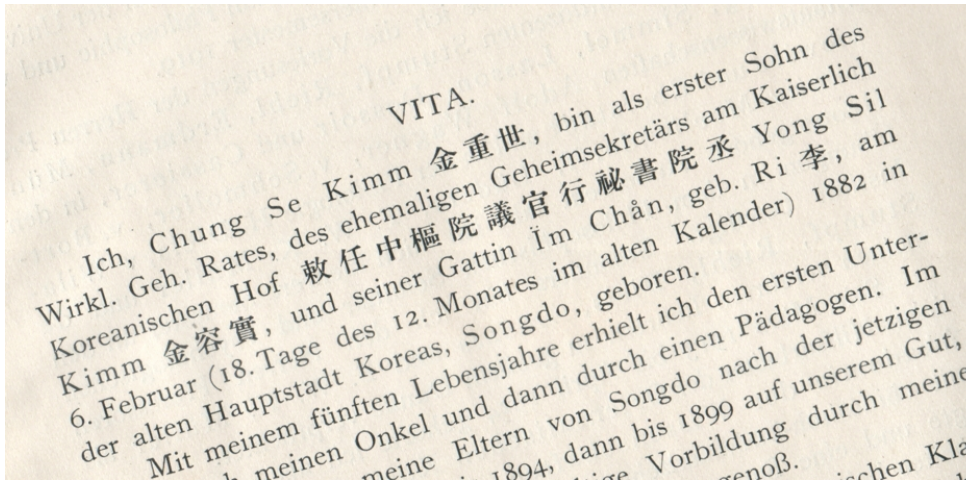 VITA.
Ich, Chung Se Kimm 金重世, bin als erster Sohn des
Wirkl. Geh. Rates, des ehemaligen Geheimsekretärs am Kaiserlich
Koreanischen Hof 敕任中樞院議官行祕書院丞 Yong Sil
Kimm 金容實, und seiner Gattin Ïm Chån, geb. Ri 李, am
6. Februar (18. Tage des 12. Monates im alten Kalender) 1882 in
der alten Hauptstadt Koreas, Songdo, geboren.
Mit meinem fünften Lebensjahre erhielt ich den ersten Unter-
meinen Onkel und dann durch einen Pädagogen. Im
meine Eltern von Songdo nach der jetzigen
1894, dann bis 1899 auf unserem Gut,
Vorbildung durch meine
genoß.